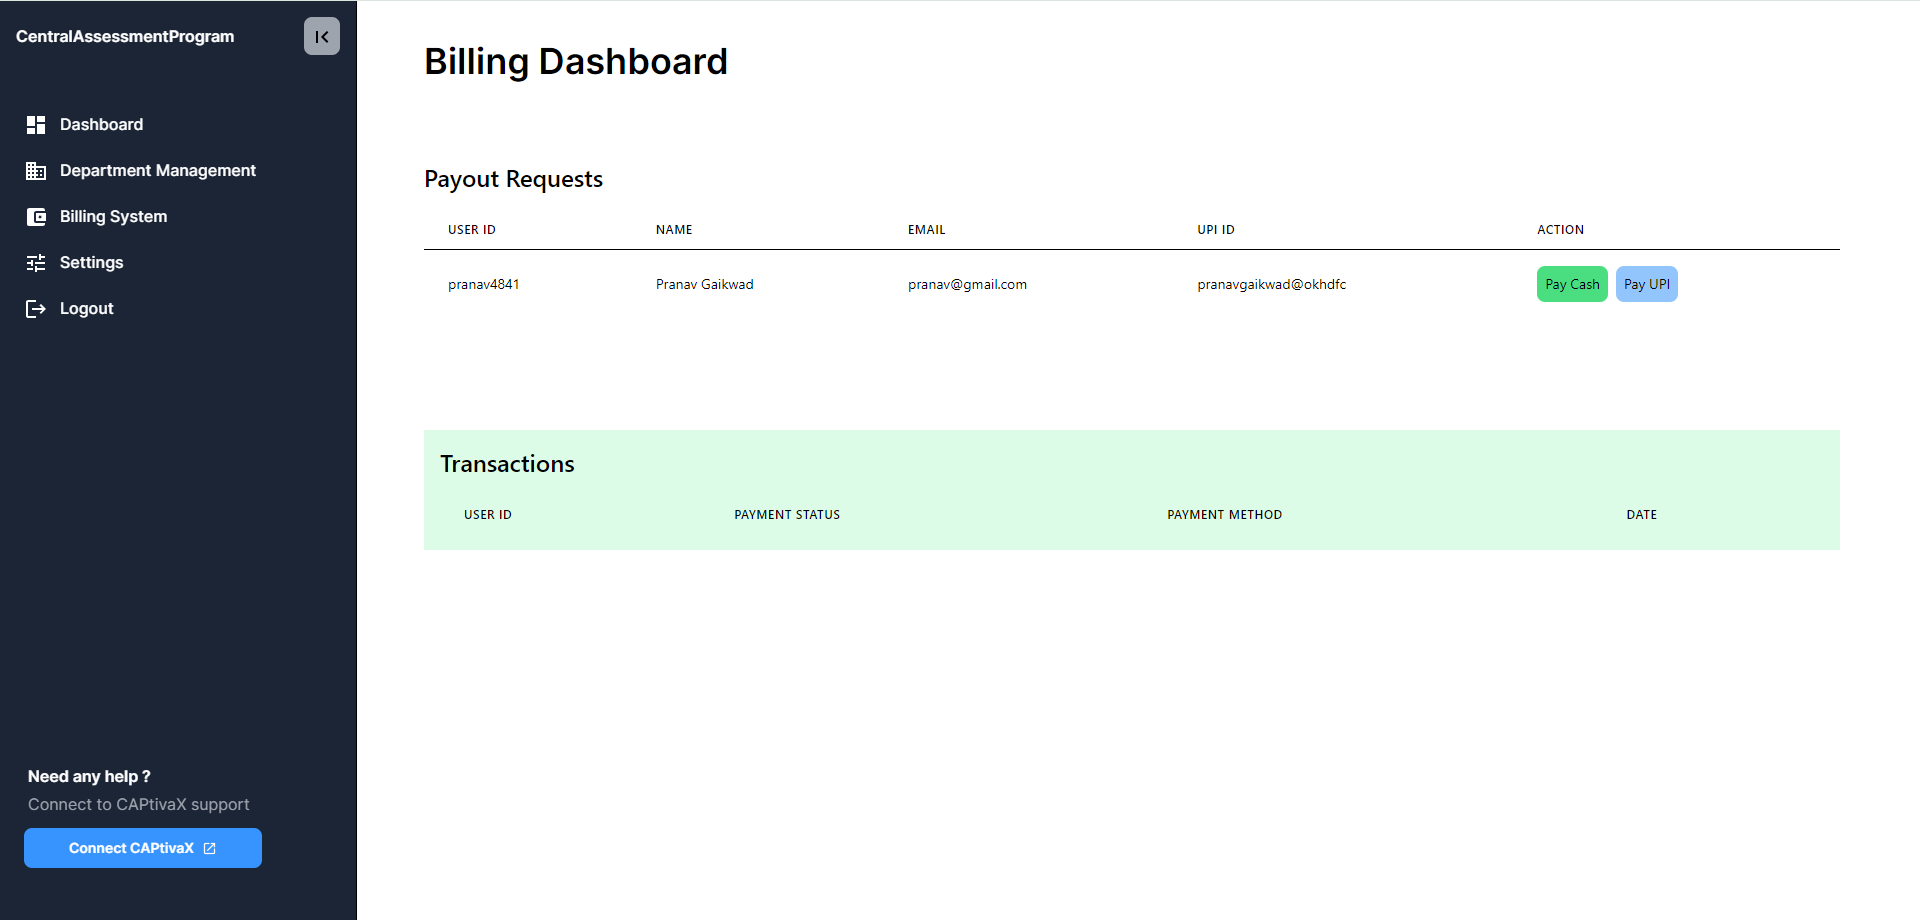 CentralAssessmentProgram
Dashboard
Department Management
Billing System
Settings
Logout
Need any help ?
Connect to CAPtivaX support
Connect CAPtivaX
Billing Dashboard
Payout Requests
USER ID NAME EMAIL UPI ID ACTION
pranav4841 Pranav Gaikwad pranav@gmail.com pranavgaikwad@okhdfc Pay Cash Pay UPI
Transactions
USER ID PAYMENT STATUS PAYMENT METHOD DATE